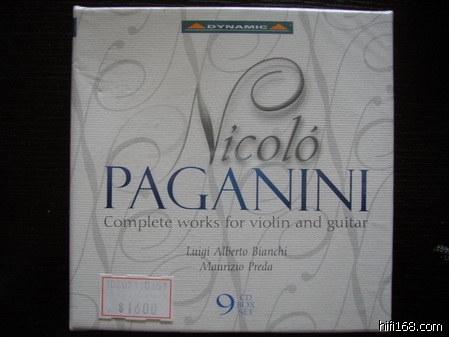 DYNAMIC
Nicoló
PAGANINI
Complete works for violin and guitar
Luigi Alberto Bianchi
Maurizio Preda
9 CD
BOX
SET
$1600
hifi168.com